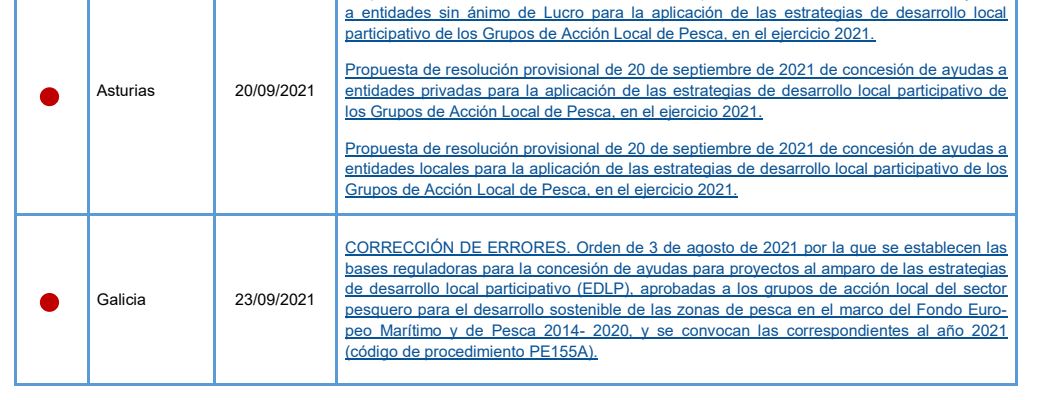 a entidades sin ánimo de Lucro para la aplicación de las estrategias de desarrollo local
participativo de los Grupos de Acción Local de Pesca, en el ejercicio 2021.
Asturias
20/09/2021
Propuesta de resolución provisional de 20 de septiembre de 2021 de concesión de ayudas a
entidades privadas para la aplicación de las estrategias de desarrollo local participativo de
los Grupos de Acción Local de Pesca, en el ejercicio 2021.
Propuesta de resolución provisional de 20 de septiembre de 2021 de concesión de ayudas a
entidades locales para la aplicación de las estrategias de desarrollo local participativo de los
Grupos de Acción Local de Pesca, en el ejercicio 2021.
Galicia
23/09/2021
CORRECCIÓN DE ERRORES. Orden de 3 de agosto de 2021 por la que se establecen las
bases reguladoras para la concesión de ayudas para proyectos al amparo de las estrategias
de desarrollo local participativo (EDLP), aprobadas a los grupos de acción local del sector
pesquero para el desarrollo sostenible de las zonas de pesca en el marco del Fondo Euro-
peo Marítimo y de Pesca 2014- 2020, y se convocan las correspondientes al año 2021
(código de procedimiento PE155A).